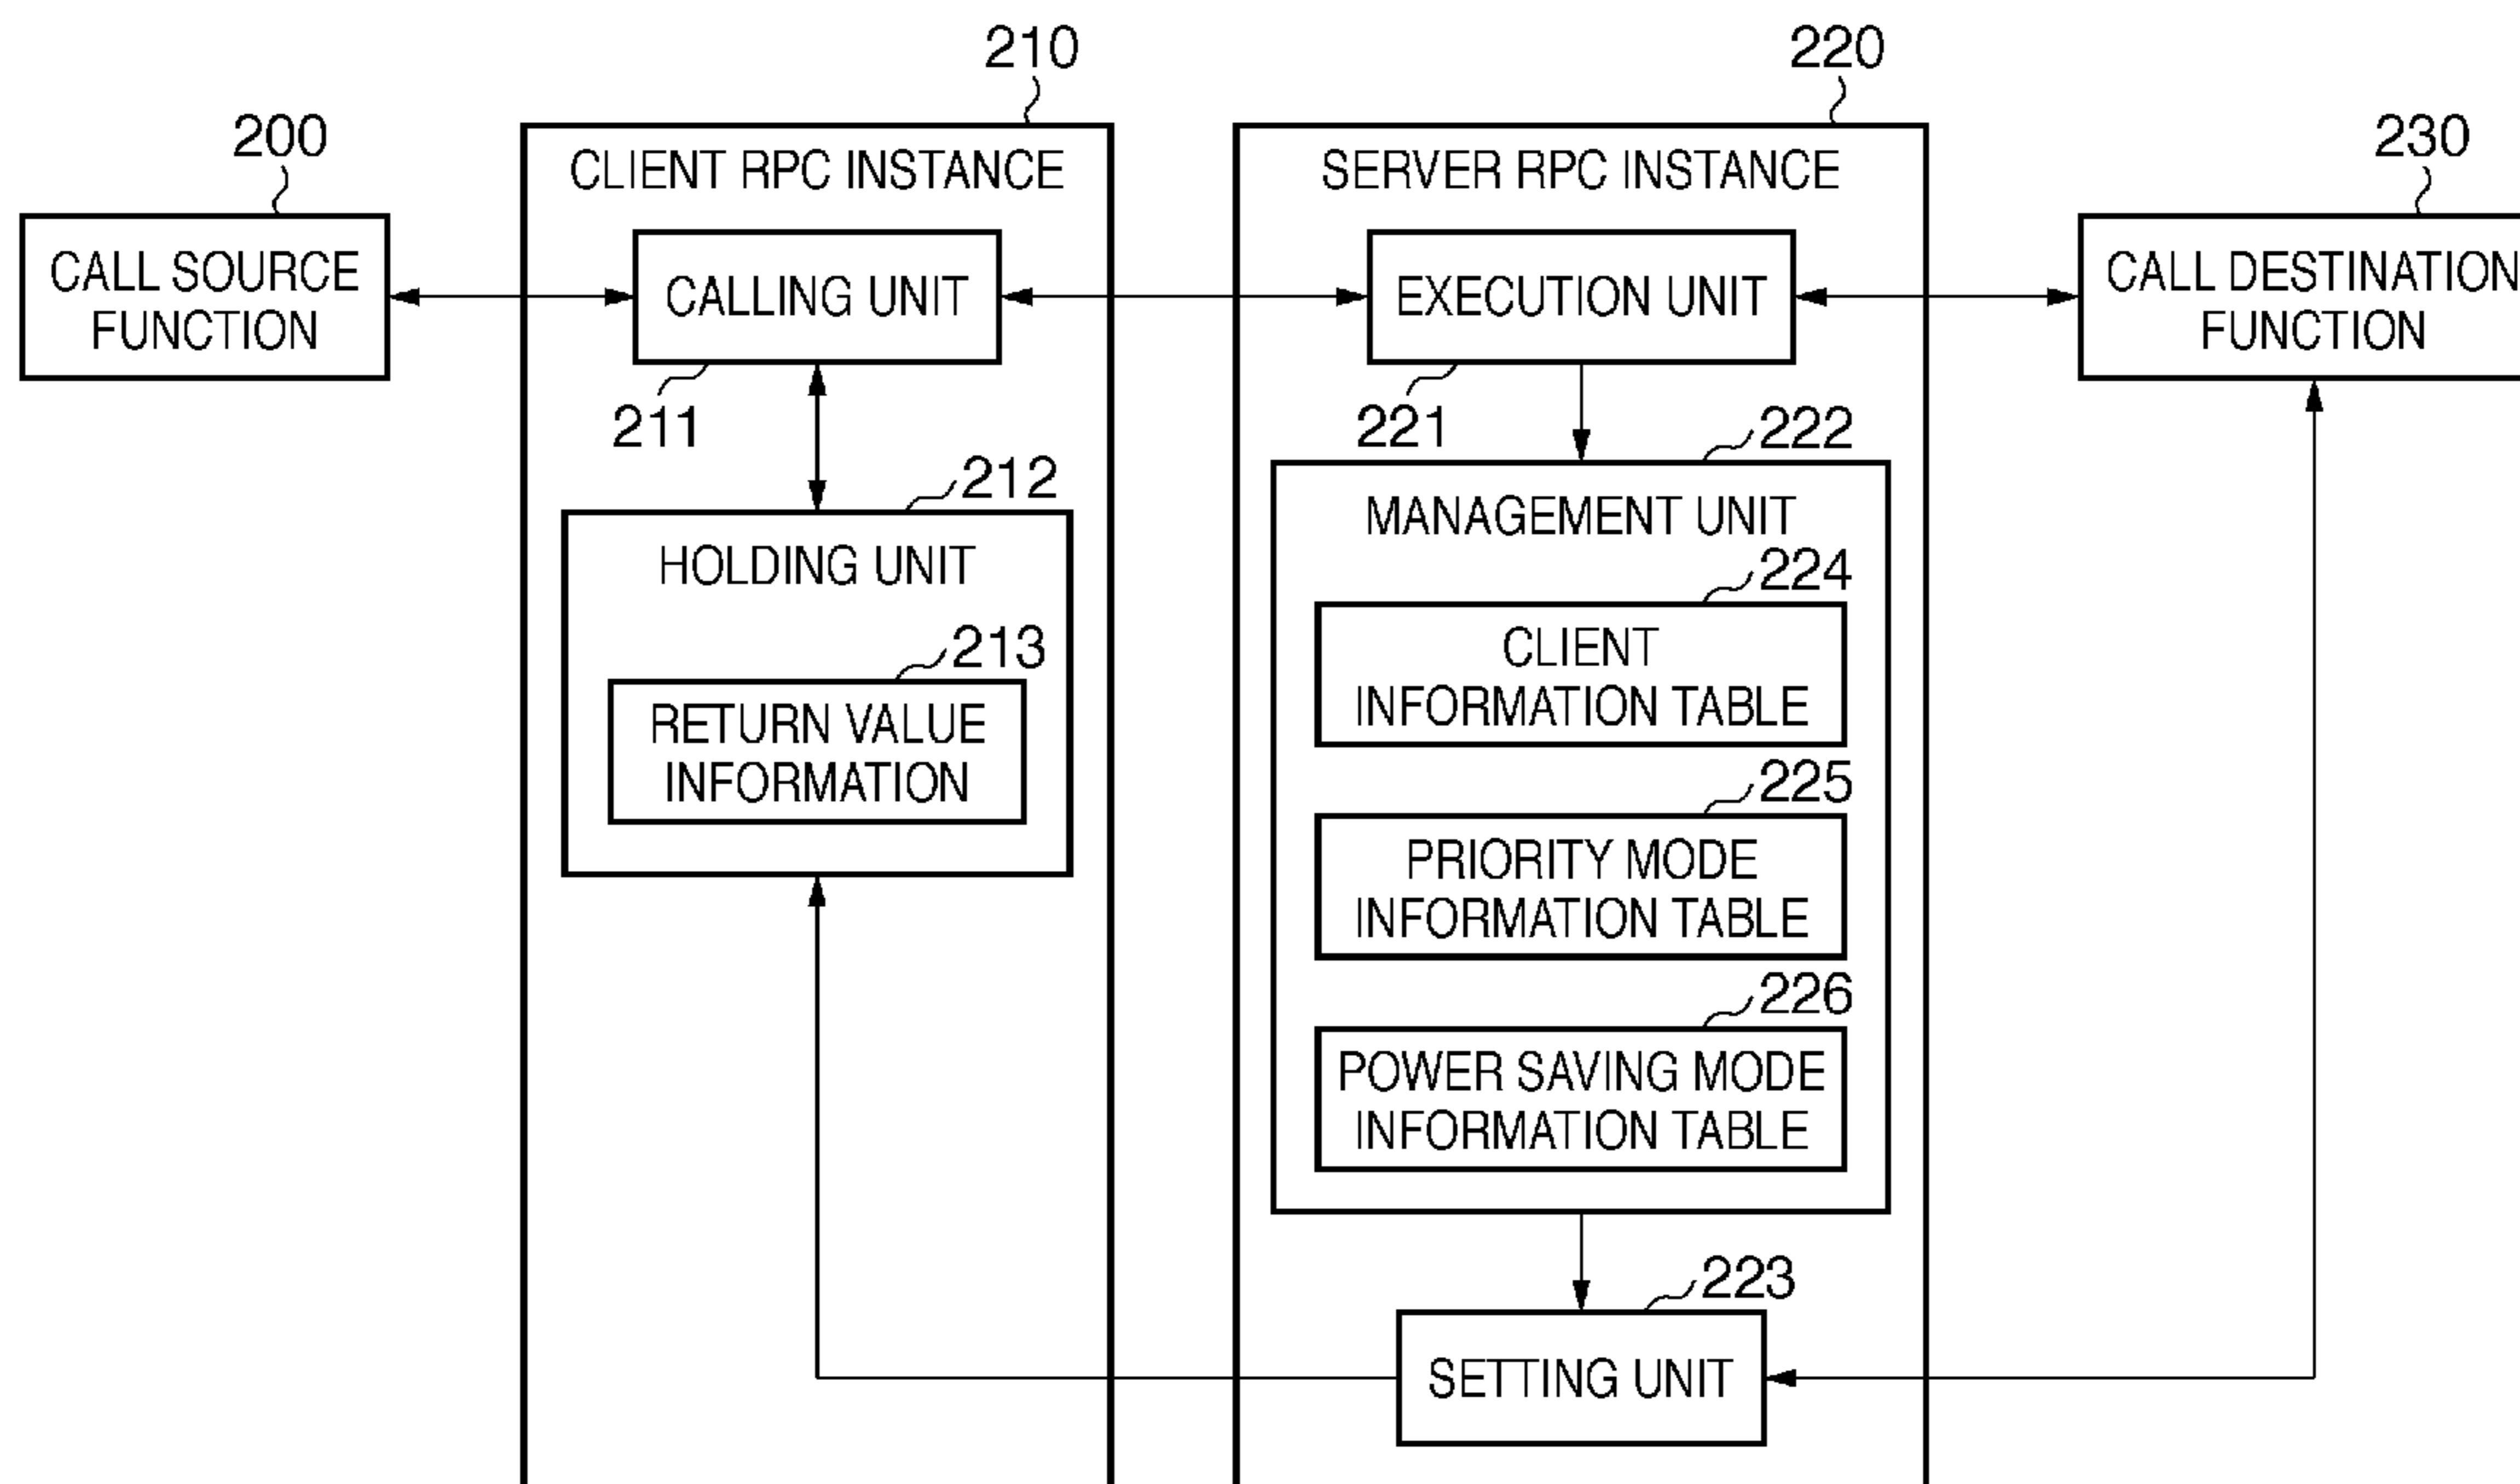 210
220
200
230
CLIENT RPC INSTANCE
SERVER RPC INSTANCE
CALL SOURCE
FUNCTION
CALLING UNIT
EXECUTION UNIT
CALL DESTINATION
FUNCTION
211
221
222
212
MANAGEMENT UNIT
HOLDING UNIT
224
213
CLIENT
INFORMATION TABLE
RETURN VALUE
INFORMATION
225
PRIORITY MODE
INFORMATION TABLE
226
POWER SAVING MODE
INFORMATION TABLE
223
SETTING UNIT